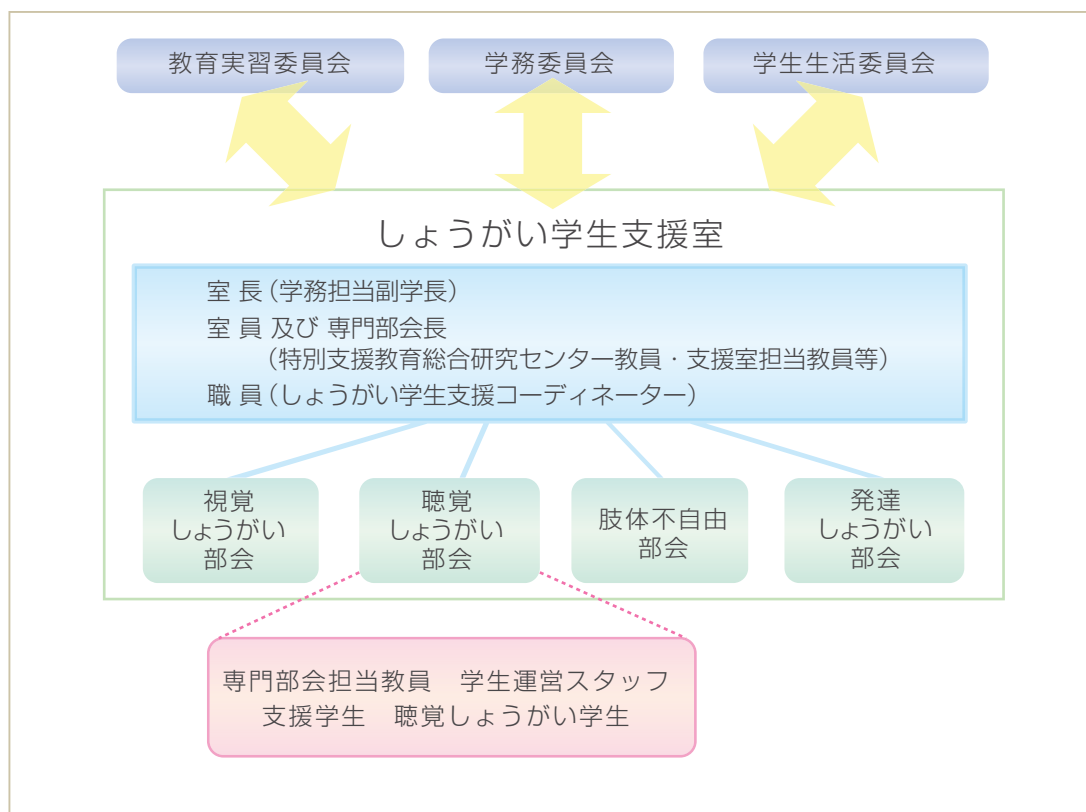 教育実習委員会
学務委員会
学生生活委員会
しょうがい学生支援室
室 長（学務担当副学長）
室 員 及び 専門部会長
（特別支援教育総合研究センター教員・支援室担当教員等）
職 員（しょうがい学生支援コーディネーター）
視覚
しょうがい
部会
聴覚
しょうがい
部会
肢体不自由
部会
発達
しょうがい
部会
専門部会担当教員　学生運営スタッフ
支援学生　聴覚しょうがい学生